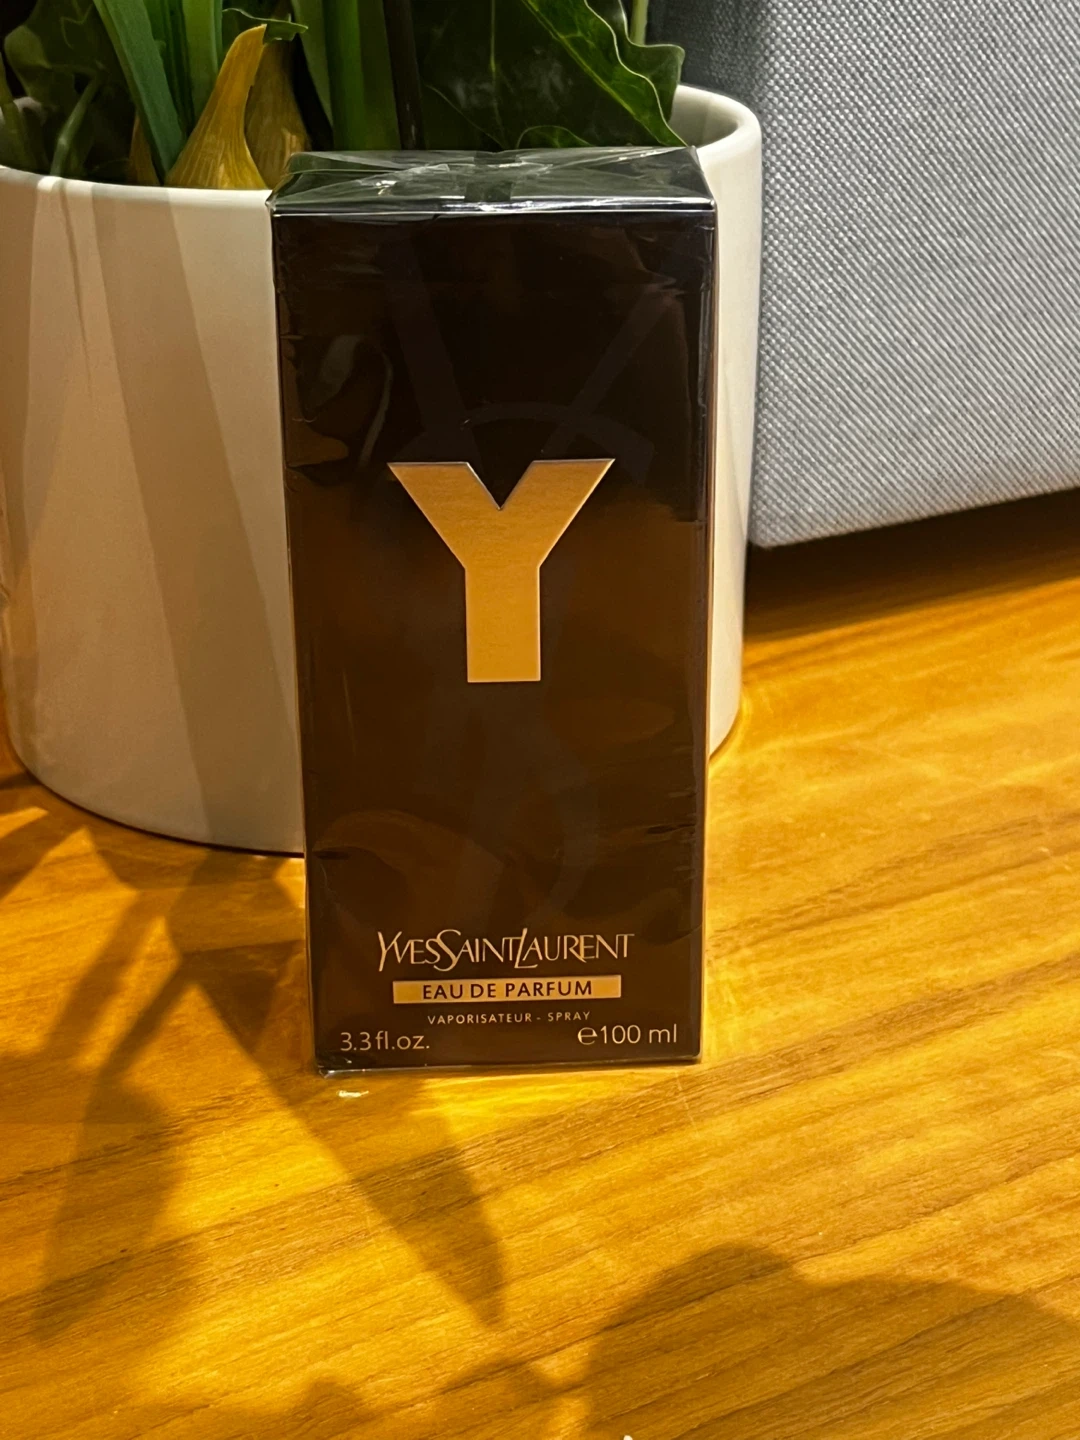 Y
YVESSAINTLAURENT
EAU DE PARFUM
VAPORISATEUR - SPRAY
3.3 fl.oz. ℮100 ml